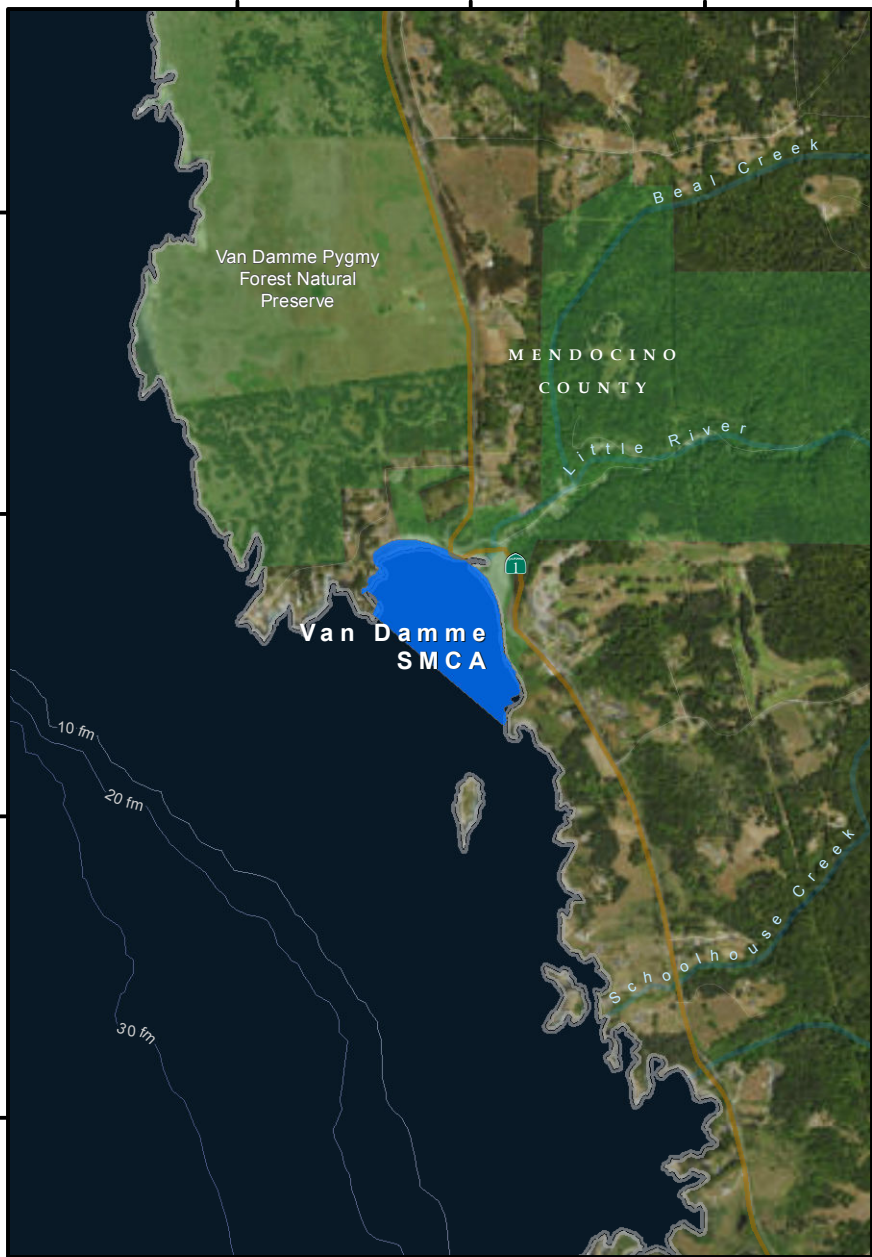 Beal Creek
Van Damme Pygmy
Forest Natural
Preserve
MENDOCINO
COUNTY
Little River
1
Van Damme
SMCA
10 fm
20 fm
Schoolhouse Creek
30 fm